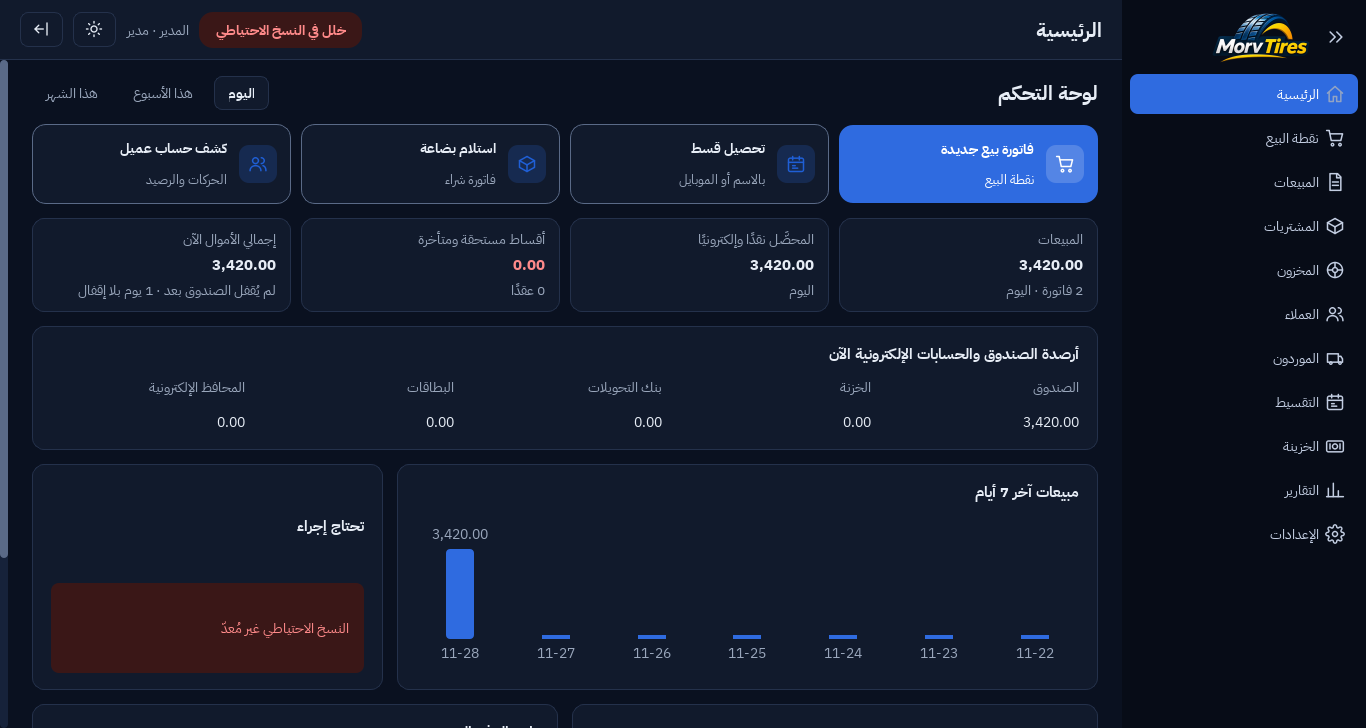 MorvTires
الرئيسية
نقطة البيع
المبيعات
المشتريات
المخزون
العملاء
الموردون
التقسيط
الخزينة
التقارير
الإعدادات
الرئيسية
خلل في النسخ الاحتياطي
المدير · مدير
لوحة التحكم
اليوم
هذا الأسبوع
هذا الشهر
فاتورة بيع جديدة
نقطة البيع
تحصيل قسط
بالاسم أو الموبايل
استلام بضاعة
فاتورة شراء
كشف حساب عميل
الحركات والرصيد
المبيعات
3,420.00
2 فاتورة · اليوم
المحصَّل نقدًا وإلكترونيًا
3,420.00
اليوم
أقساط مستحقة ومتأخرة
0.00
0 عقدًا
إجمالي الأموال الآن
3,420.00
لم يُقفل الصندوق بعد · 1 يوم بلا إقفال
أرصدة الصندوق والحسابات الإلكترونية الآن
الصندوق
الخزنة
بنك التحويلات
البطاقات
المحافظ الإلكترونية
3,420.00
0.00
0.00
0.00
0.00
مبيعات آخر 7 أيام
3,420.00
11-22
11-23
11-24
11-25
11-26
11-27
11-28
تحتاج إجراء
النسخ الاحتياطي غير مُعدّ